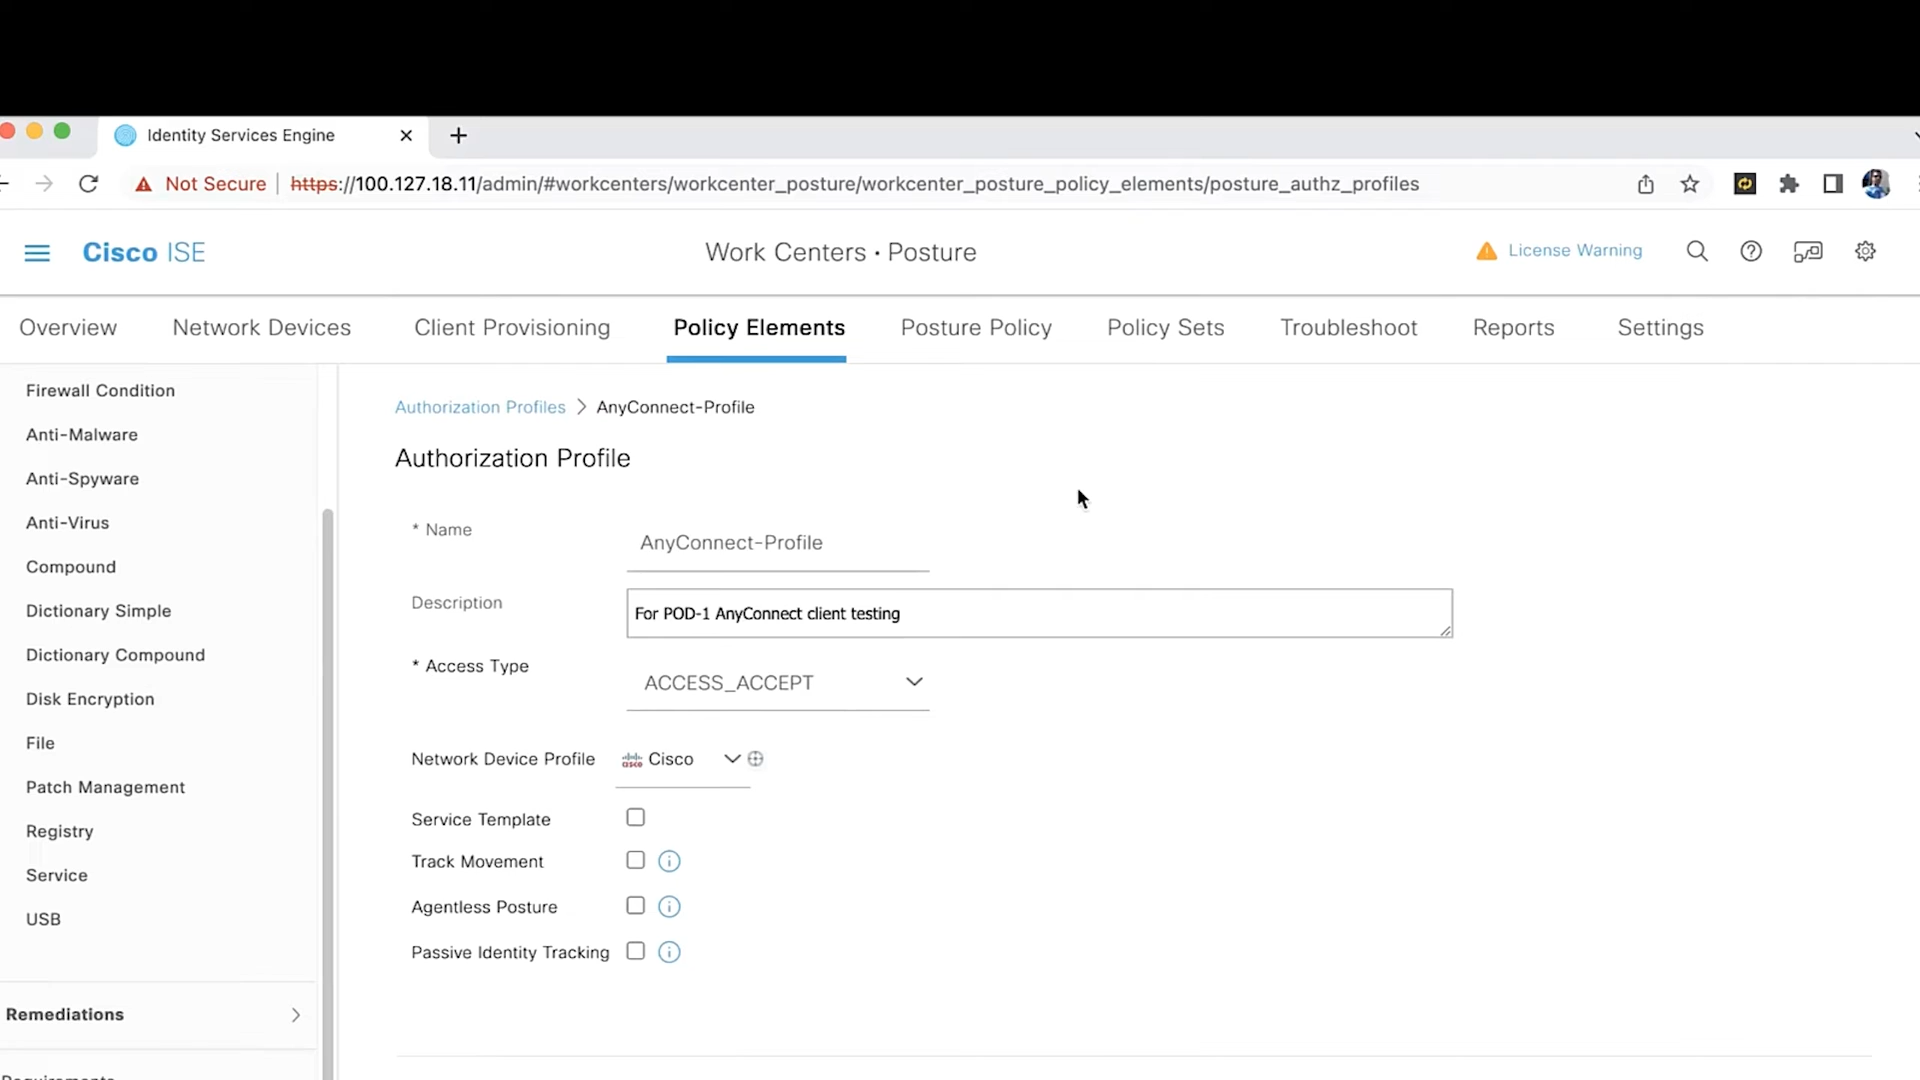 Identity Services Engine
Not Secure https://100.127.18.11/admin/#workcenters/workcenter_posture/workcenter_posture_policy_elements/posture_authz_profiles
Cisco ISE
Work Centers · Posture
License Warning
Overview
Network Devices
Client Provisioning
Policy Elements
Posture Policy
Policy Sets
Troubleshoot
Reports
Settings
Firewall Condition
Anti-Malware
Anti-Spyware
Anti-Virus
Compound
Dictionary Simple
Dictionary Compound
Disk Encryption
File
Patch Management
Registry
Service
USB
Remediations
Authorization Profiles > AnyConnect-Profile
Authorization Profile
* Name
AnyConnect-Profile
Description
For POD-1 AnyConnect client testing
* Access Type
ACCESS_ACCEPT
Network Device Profile
Cisco
Service Template
Track Movement
Agentless Posture
Passive Identity Tracking